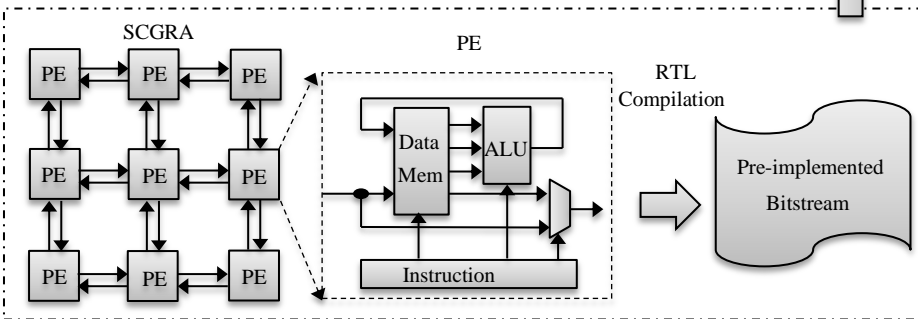 SCGRA
PE PE PE
PE PE PE
PE PE PE
PE
Data
Mem
ALU
Instruction
RTL
Compilation
Pre-implemented
Bitstream